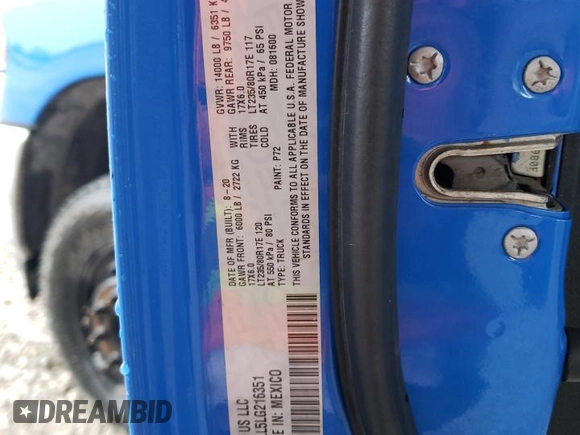 US LLC
DATE OF MFR (BUILT): 8-20 GVWR: 14000 LB / 6351 K
GAWR FRONT: 6000 LB / 2722 KG WITH GAWR REAR: 9750 LB / 4
17X6.0 RIMS 17X6.0
LT235/80R17E 120 TIRES LT235/80R17E 117
AT 550 kPa / 80 PSI COLD AT 450 kPa / 65 PSI
TYPE: TRUCK PAINT: P72 MDH: 081600
THIS VEHICLE CONFORMS TO ALL APPLICABLE U.S.A. FEDERAL MOTOR
STANDARDS IN EFFECT ON THE DATE OF MANUFACTURE SHOW
L5LG216351
E IN: MEXICO
AUTOBIDMASTER